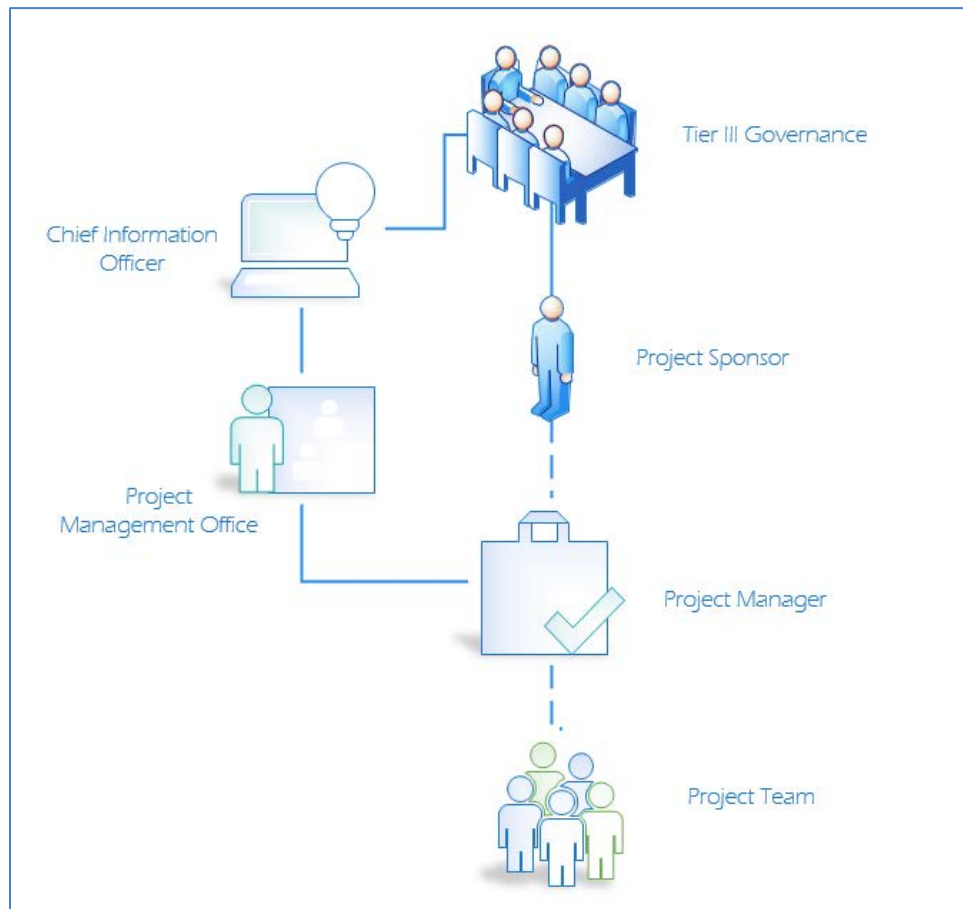 Tier III Governance
Chief Information
Officer
Project Sponsor
Project
Management Office
Project Manager
Project Team